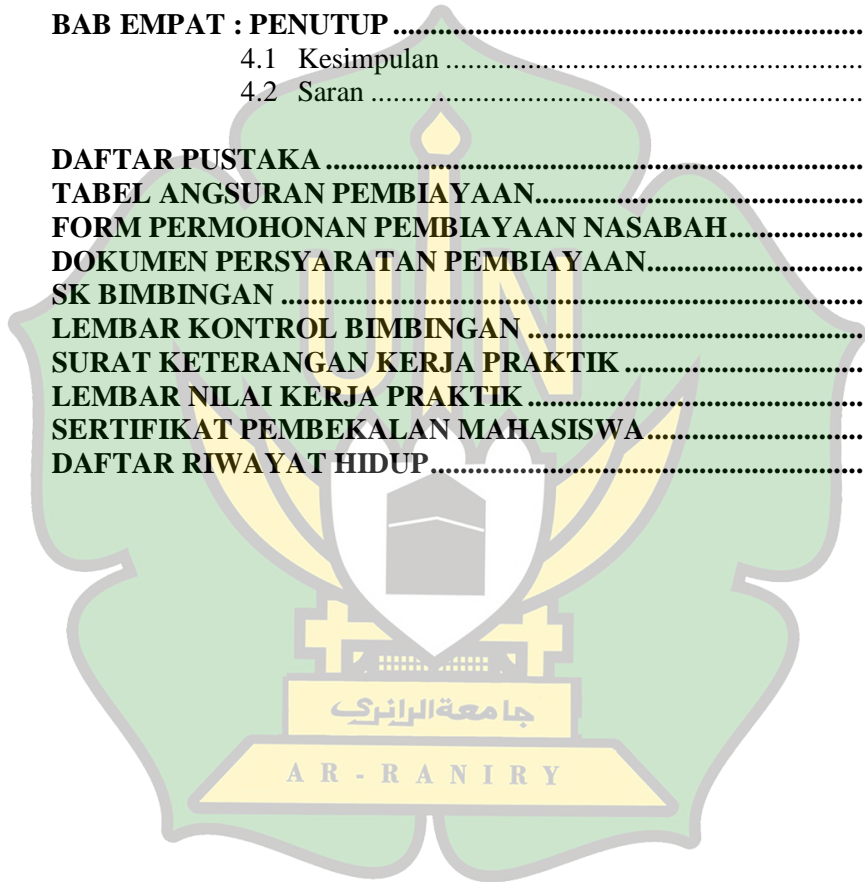 BAB EMPAT : PENUTUP ................................................................
4.1 Kesimpulan .........................................................
4.2 Saran ...................................................................
DAFTAR PUSTAKA .........................................................................
TABEL ANGSURAN PEMBIAYAAN.............................................
FORM PERMOHONAN PEMBIAYAAN NASABAH..................
DOKUMEN PERSYARATAN PEMBIAYAAN.............................
SK BIMBINGAN ................................................................................
LEMBAR KONTROL BIMBINGAN ..............................................
SURAT KETERANGAN KERJA PRAKTIK ................................
LEMBAR NILAI KERJA PRAKTIK ..............................................
SERTIFIKAT PEMBEKALAN MAHASISWA.............................
DAFTAR RIWAYAT HIDUP...........................................................
UIN
جامعة الرانري
AR-RANIRY